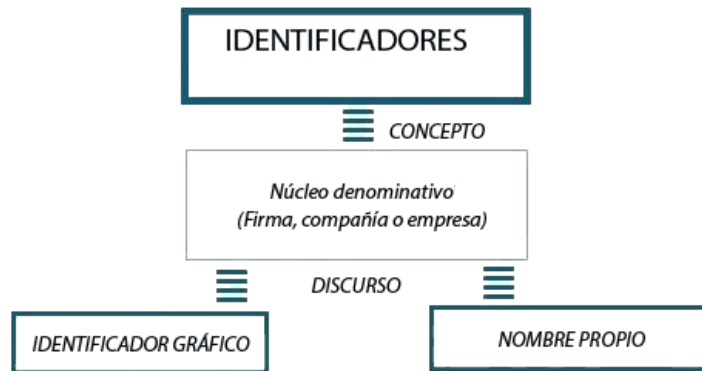 IDENTIFICADORES
CONCEPTO
Núcleo denominativo
(Firma, compañía o empresa)
DISCURSO
IDENTIFICADOR GRÁFICO
NOMBRE PROPIO